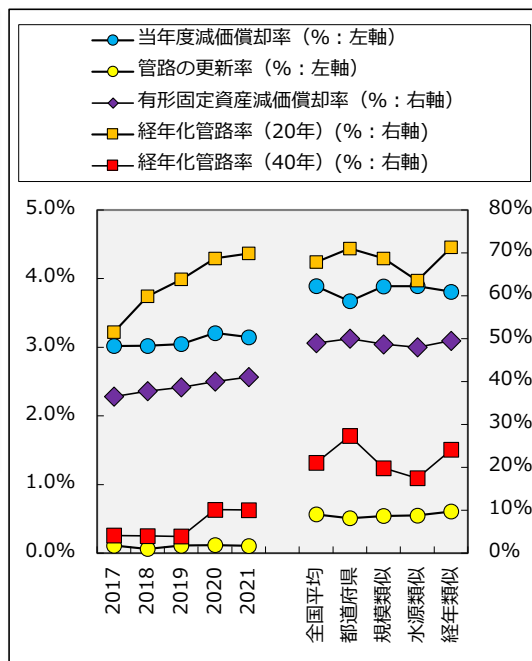 当年度減価償却率（%：左軸）
管路の更新率（%：左軸）
有形固定資産減価償却率（%：右軸）
経年化管路率（20年）(%：右軸)
経年化管路率（40年）(%：右軸)
5.0%
4.0%
3.0%
2.0%
1.0%
0.0%
80%
70%
60%
50%
40%
30%
20%
10%
0%
2017
2018
2019
2020
2021
全国平均
都道府県
規模類似
水源類似
経年類似